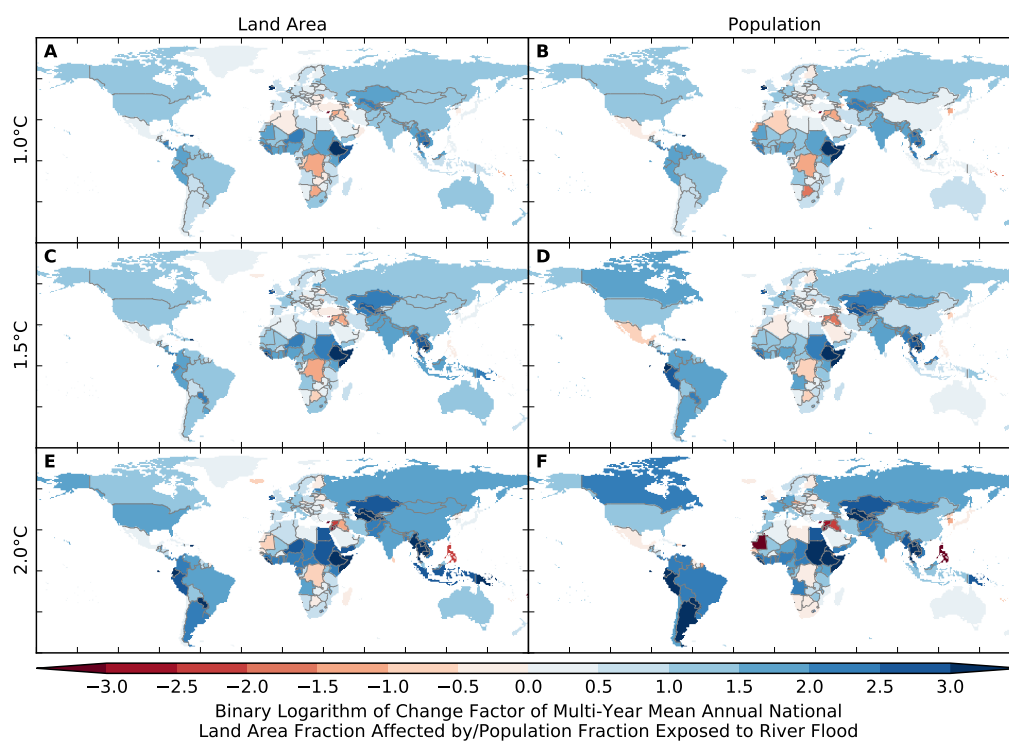 Land Area
Population
A
B
1.0°C
C
D
1.5°C
E
F
2.0°C
−3.0 −2.5 −2.0 −1.5 −1.0 −0.5 0.0 0.5 1.0 1.5 2.0 2.5 3.0
Binary Logarithm of Change Factor of Multi-Year Mean Annual National
Land Area Fraction Affected by/Population Fraction Exposed to River Flood